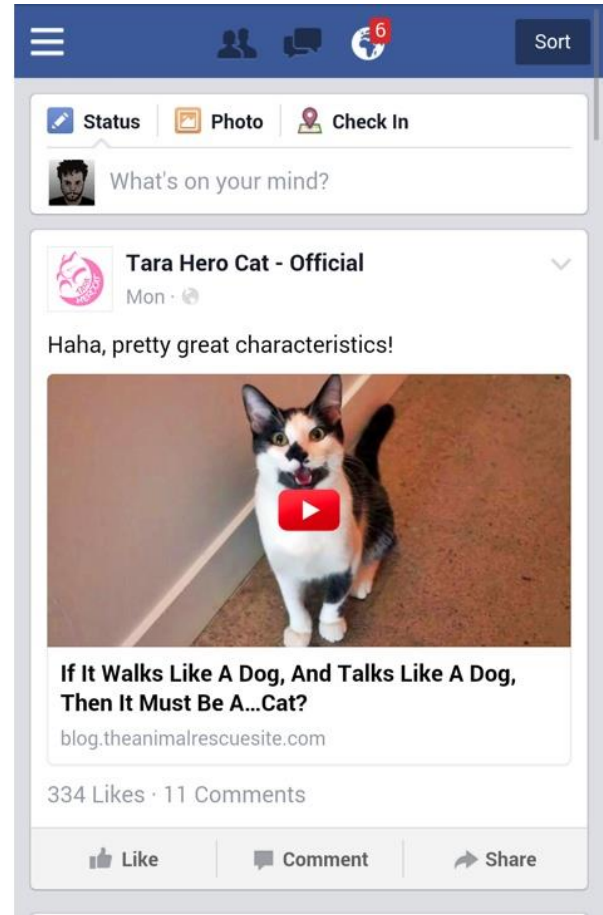 6
Sort
Status Photo Check In
What's on your mind?
Tara Hero Cat - Official
Mon ·
Haha, pretty great characteristics!
If It Walks Like A Dog, And Talks Like A Dog,
Then It Must Be A...Cat?
blog.theanimalrescuesite.com
334 Likes · 11 Comments
Like Comment Share